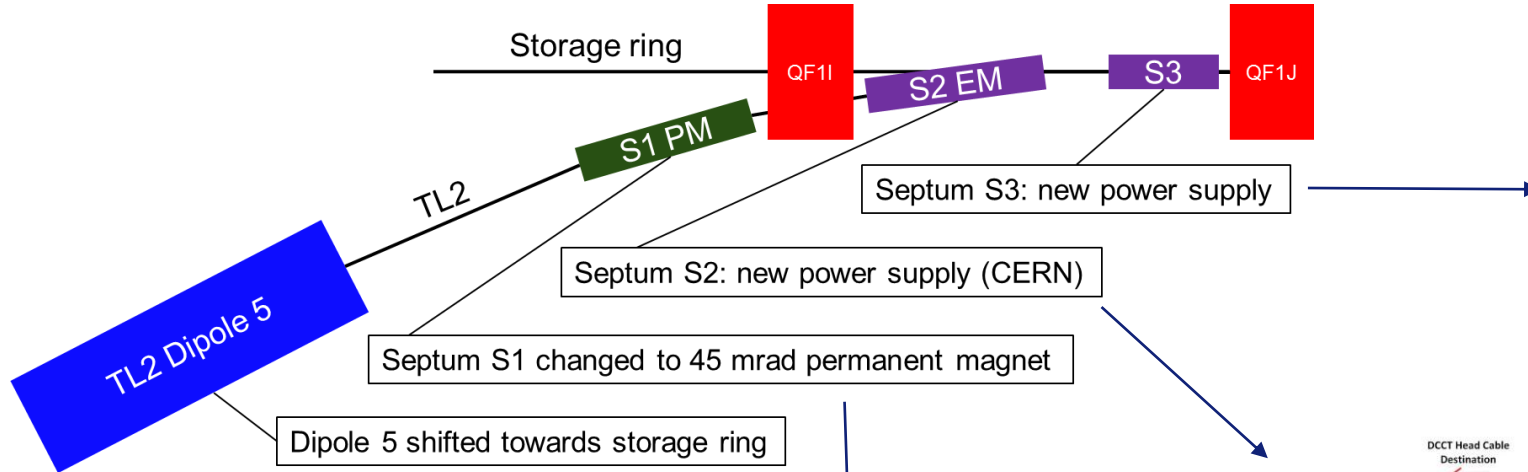 Storage ring
QF1I
S2 EM
S3
QF1J
S1 PM
TL2
Septum S3: new power supply
Septum S2: new power supply (CERN)
TL2 Dipole 5
Septum S1 changed to 45 mrad permanent magnet
Dipole 5 shifted towards storage ring
DCCT Head Cable
Destination